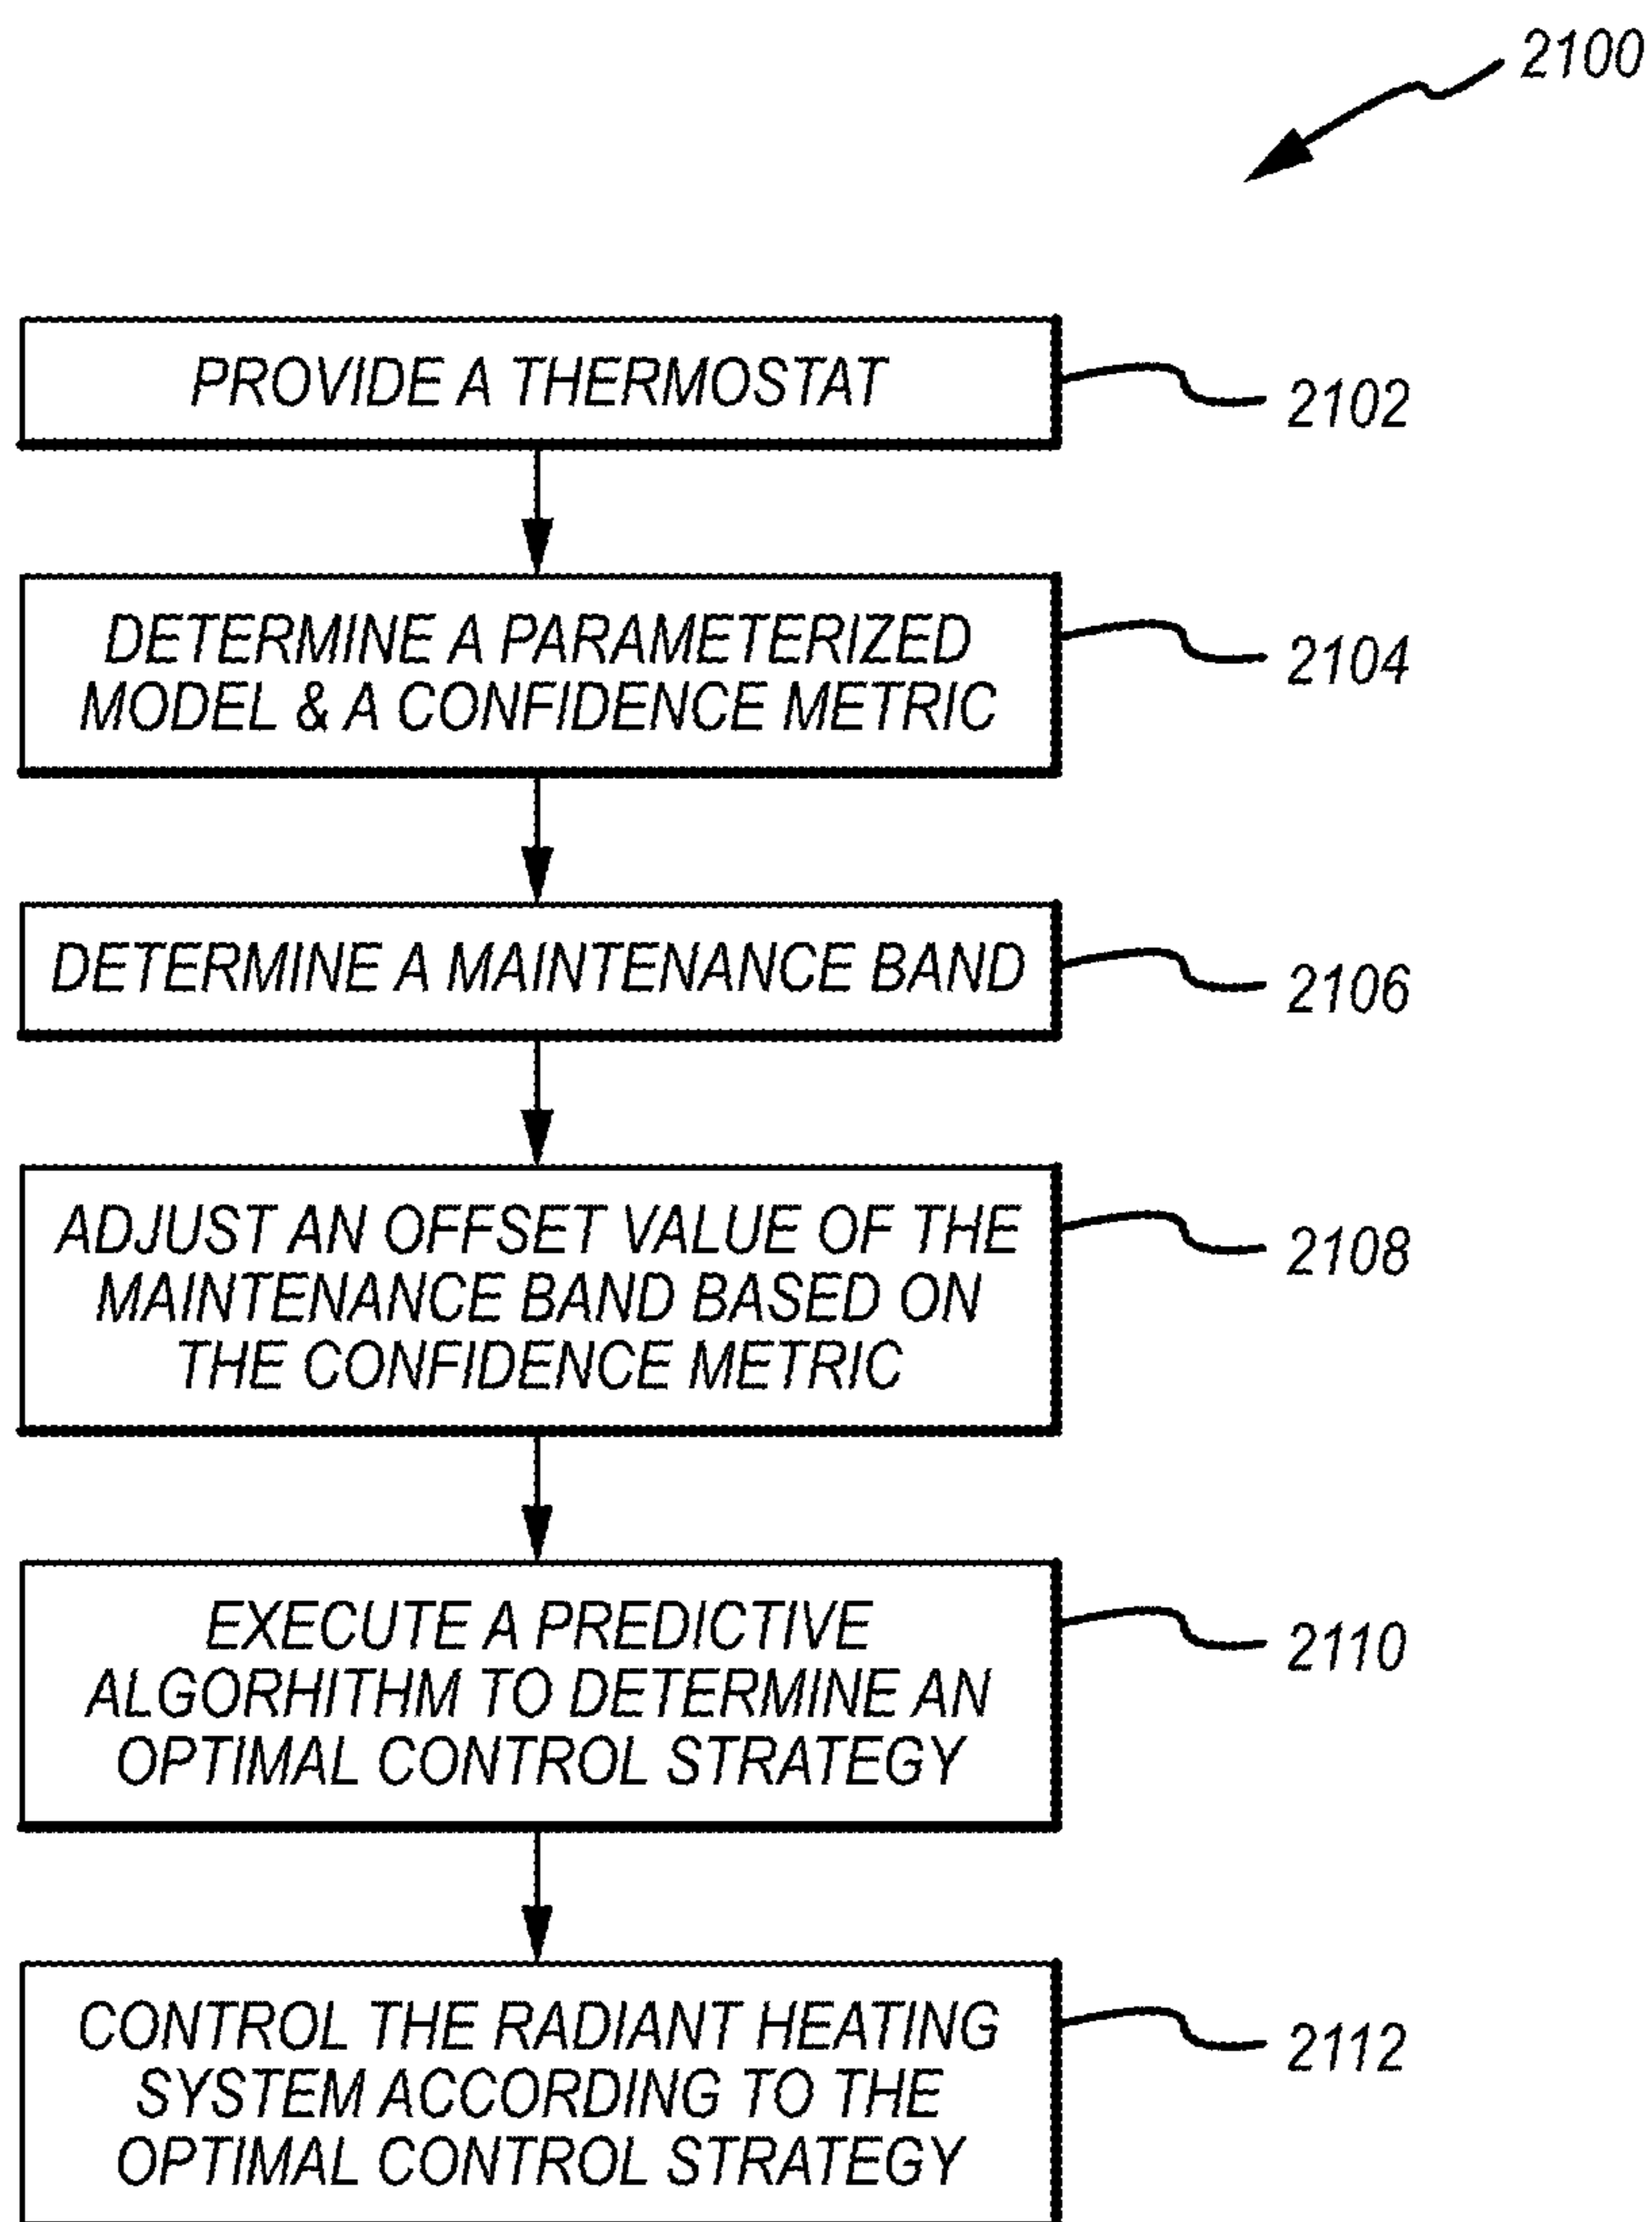 2100
PROVIDE A THERMOSTAT
2102
DETERMINE A PARAMETERIZED
MODEL & A CONFIDENCE METRIC
2104
DETERMINE A MAINTENANCE BAND
2106
ADJUST AN OFFSET VALUE OF THE
MAINTENANCE BAND BASED ON
THE CONFIDENCE METRIC
2108
EXECUTE A PREDICTIVE
ALGORHITHM TO DETERMINE AN
OPTIMAL CONTROL STRATEGY
2110
CONTROL THE RADIANT HEATING
SYSTEM ACCORDING TO THE
OPTIMAL CONTROL STRATEGY
2112